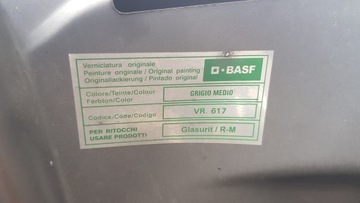 Verniciatura originale
Peinture originale / Original painting
Originallackierung / Pintado original
BASF
Colore/Teinte/Colour
Farbton/Color
GRIGIO MEDIO
Codice/Code/Codigo
VR. 617
PER RITOCCHI
USARE PRODOTTI
Glasurit / R-M